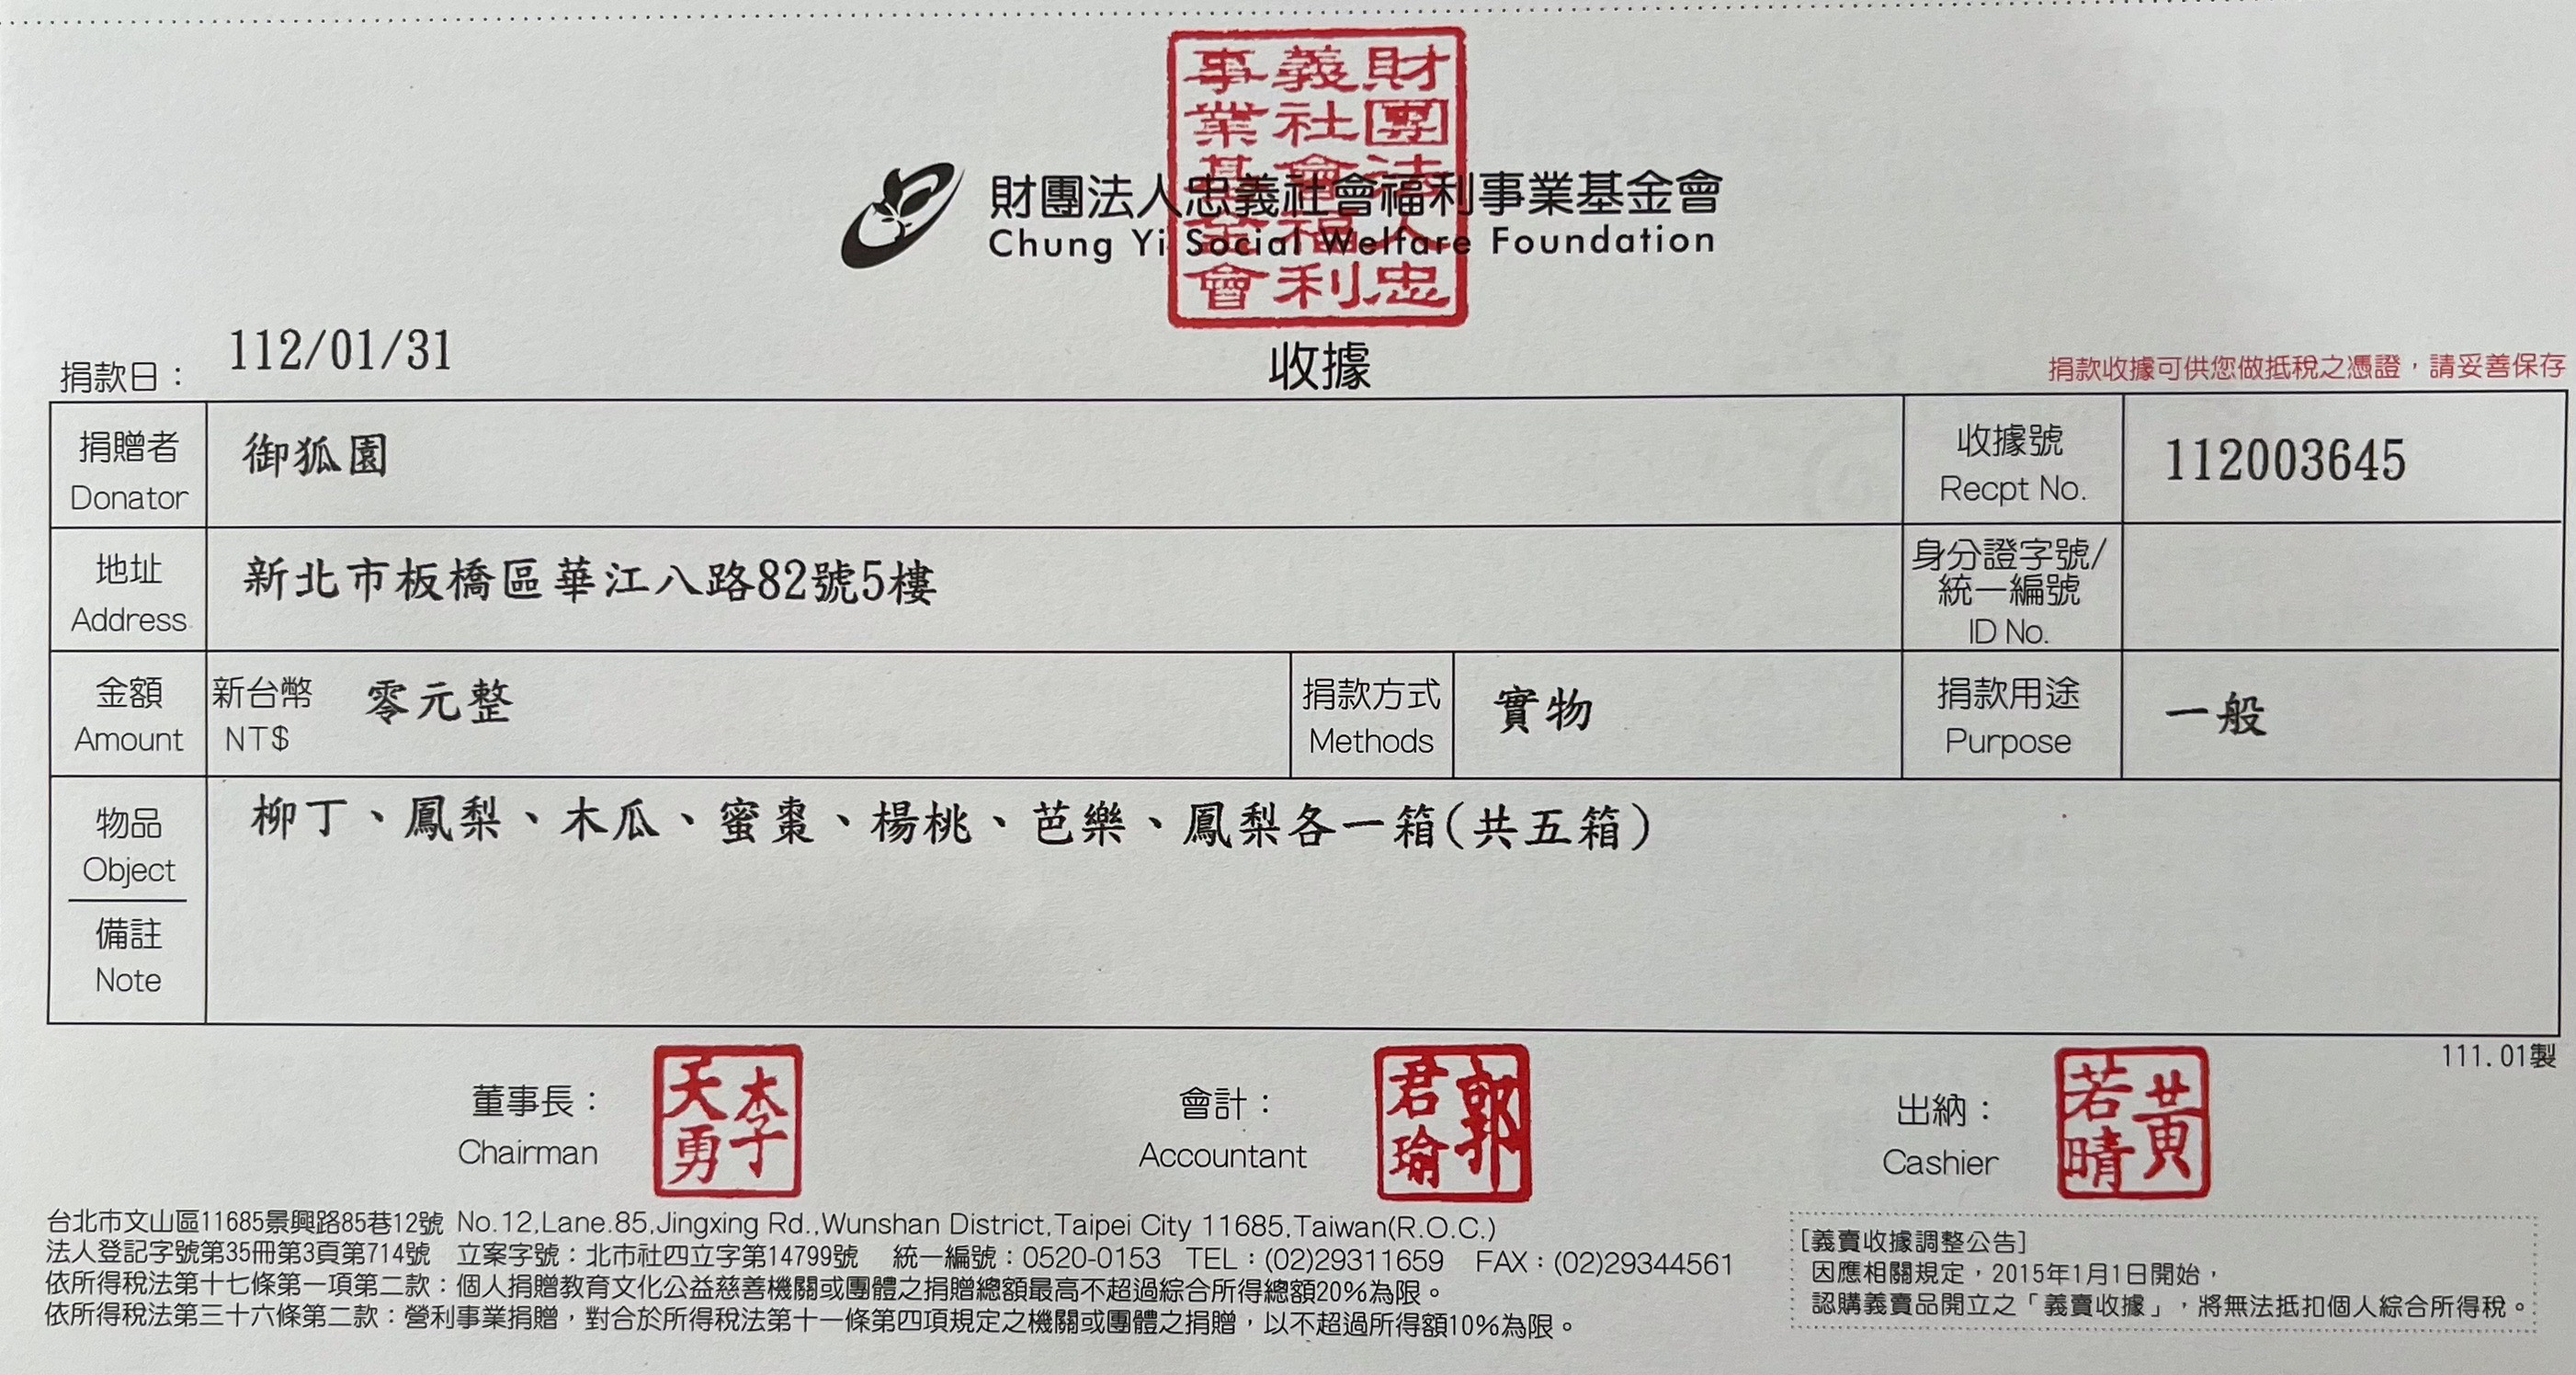 財團法人忠義社會福利事業基金會
財團法人忠義社會福利事業基金會
Chung Yi Social Welfare Foundation
捐款日：
112/01/31
收據
捐款收據可供您做抵稅之憑證，請妥善保存
捐贈者
Donator
御狐園
收據號
Recpt No.
112003645
地址
Address
新北市板橋區華江八路82號5樓
身分證字號/
統一編號
ID No.
金額
Amount
新台幣
NT$
零元整
捐款方式
Methods
實物
捐款用途
Purpose
一般
物品
Object
備註
Note
柳丁、鳳梨、木瓜、蜜棗、楊桃、芭樂、鳳梨各一箱(共五箱)
111.01製
董事長：
Chairman
李天勇
會計：
Accountant
郭君瑜
出納：
Cashier
黃若晴
台北市文山區11685景興路85巷12號 No.12,Lane.85,Jingxing Rd.,Wunshan District,Taipei City 11685,Taiwan(R.O.C.)
法人登記字號第35冊第3頁第714號 立案字號：北市社四立字第14799號 統一編號：0520-0153 TEL：(02)29311659 FAX：(02)29344561
依所得稅法第十七條第一項第二款：個人捐贈教育文化公益慈善機關或團體之捐贈總額最高不超過綜合所得總額20%為限。
依所得稅法第三十六條第二款：營利事業捐贈，對合於所得稅法第十一條第四項規定之機關或團體之捐贈，以不超過所得額10%為限。
[義賣收據調整公告]
因應相關規定，2015年1月1日開始，
認購義賣品開立之「義賣收據」，將無法抵扣個人綜合所得稅。